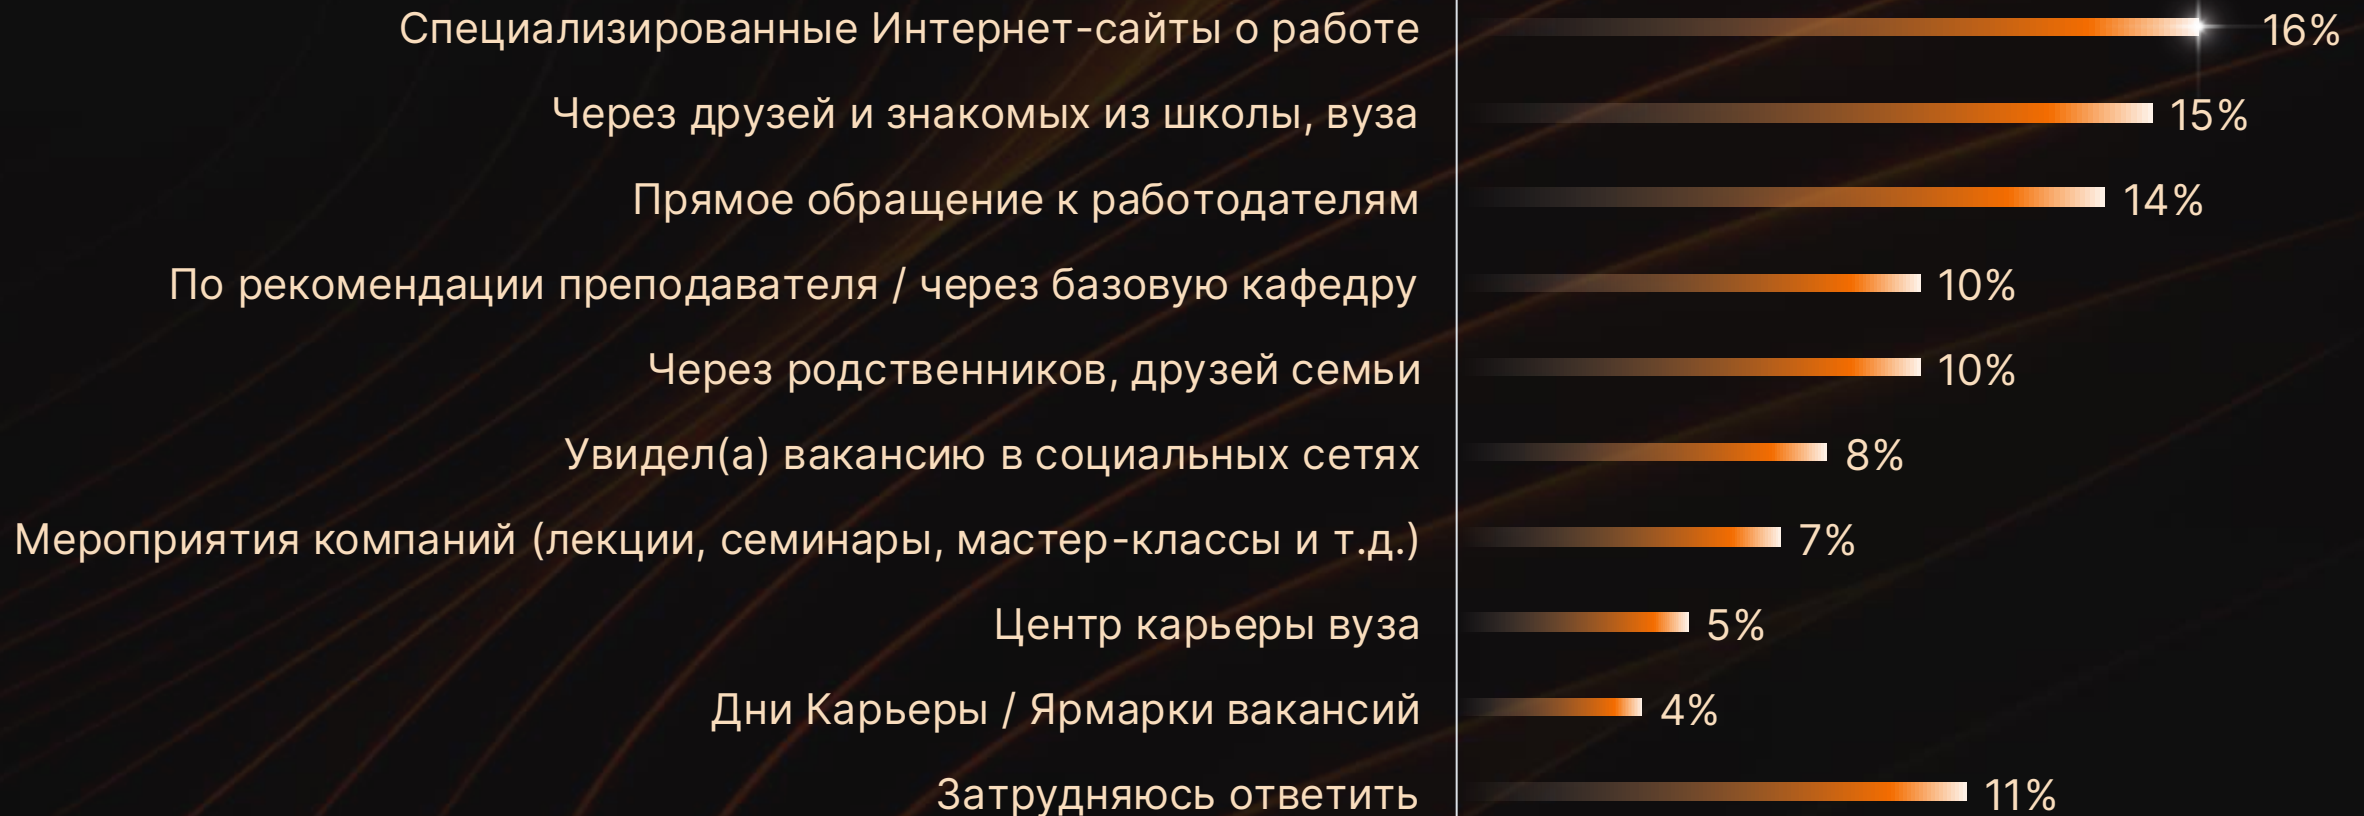 Специализированные Интернет-сайты о работе 16%
Через друзей и знакомых из школы, вуза 15%
Прямое обращение к работодателям 14%
По рекомендации преподавателя / через базовую кафедру 10%
Через родственников, друзей семьи 10%
Увидел(а) вакансию в социальных сетях 8%
Мероприятия компаний (лекции, семинары, мастер-классы и т.д.) 7%
Центр карьеры вуза 5%
Дни Карьеры / Ярмарки вакансий 4%
Затрудняюсь ответить 11%